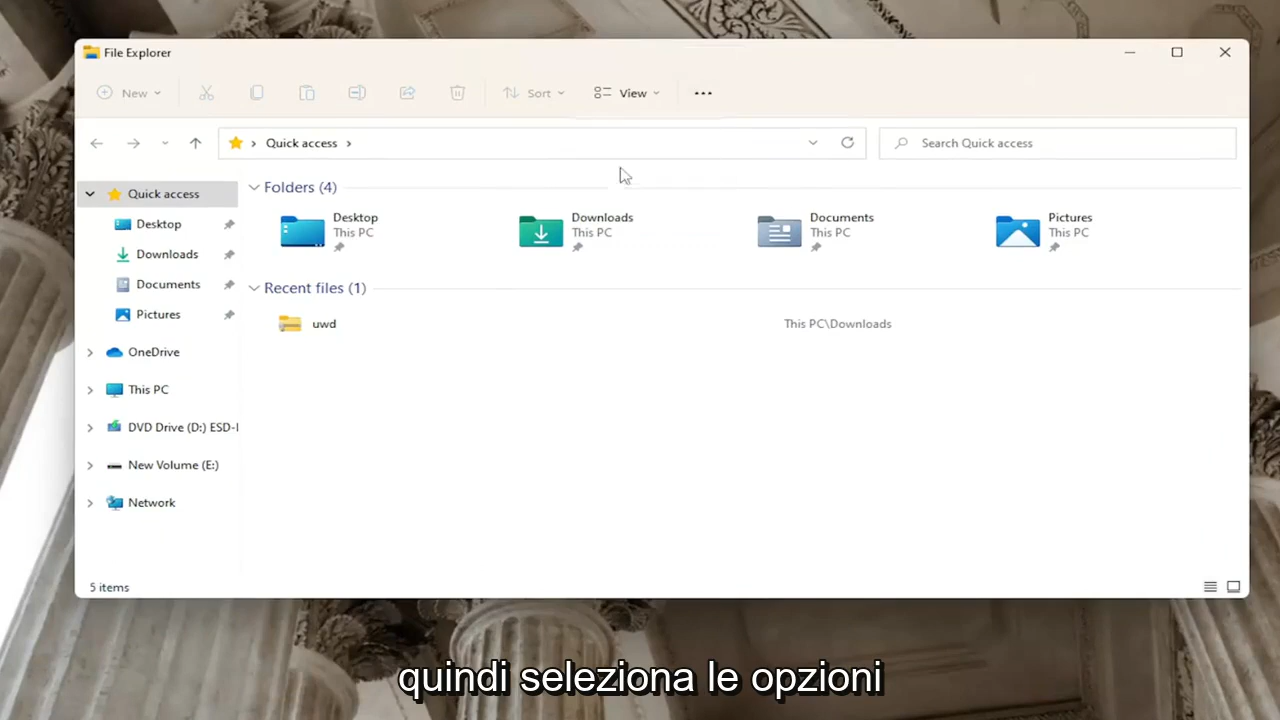 File Explorer
New
Sort
View
Quick access
Search Quick access
Quick access
Desktop
Downloads
Documents
Pictures
OneDrive
This PC
DVD Drive (D:) ESD-I
New Volume (E:)
Network
Folders (4)
Desktop
This PC
Downloads
This PC
Documents
This PC
Pictures
This PC
Recent files (1)
uwd
This PC\Downloads
5 items
quindi seleziona le opzioni